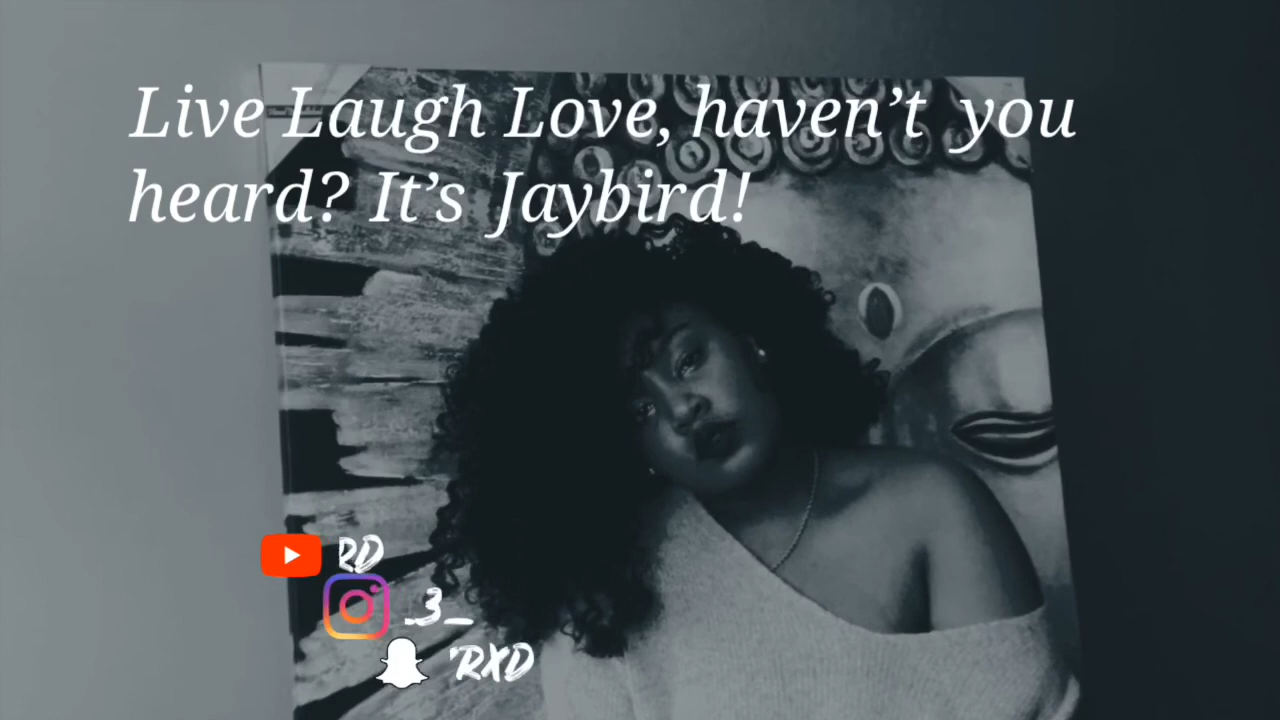 Live Laugh Love, haven’t you
heard? It’s Jaybird!
RD
.3_
RXD